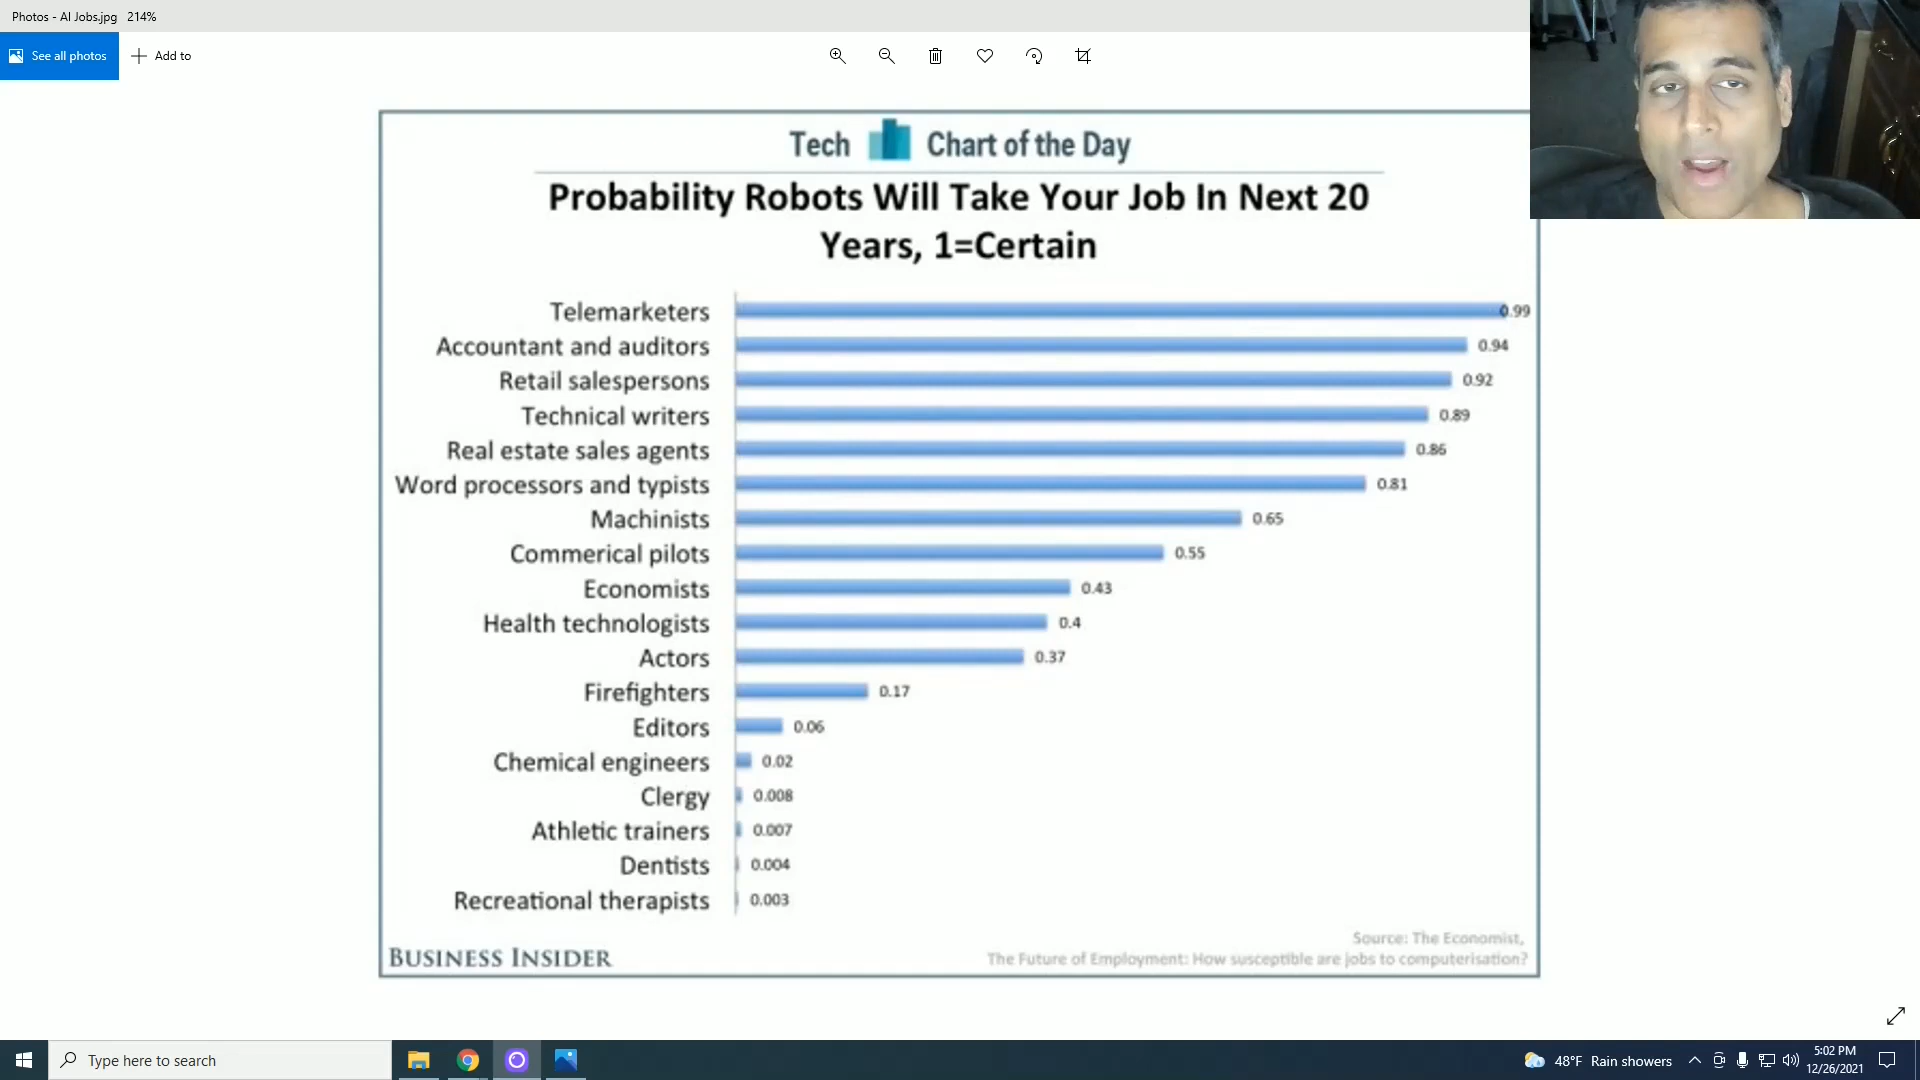 Photos - AI Jobs.jpg 214%
See all photos
Add to
Tech Chart of the Day
Probability Robots Will Take Your Job In Next 20
Years, 1=Certain
Telemarketers 0.99
Accountant and auditors 0.94
Retail salespersons 0.92
Technical writers 0.89
Real estate sales agents 0.86
Word processors and typists 0.81
Machinists 0.65
Commerical pilots 0.55
Economists 0.43
Health technologists 0.4
Actors 0.37
Firefighters 0.17
Editors 0.06
Chemical engineers 0.02
Clergy 0.008
Athletic trainers 0.007
Dentists 0.004
Recreational therapists 0.003
BUSINESS INSIDER
Source: The Economist,
The Future of Employment: How susceptible are jobs to computerisation?
Type here to search
48°F Rain showers
5:02 PM
12/26/2021